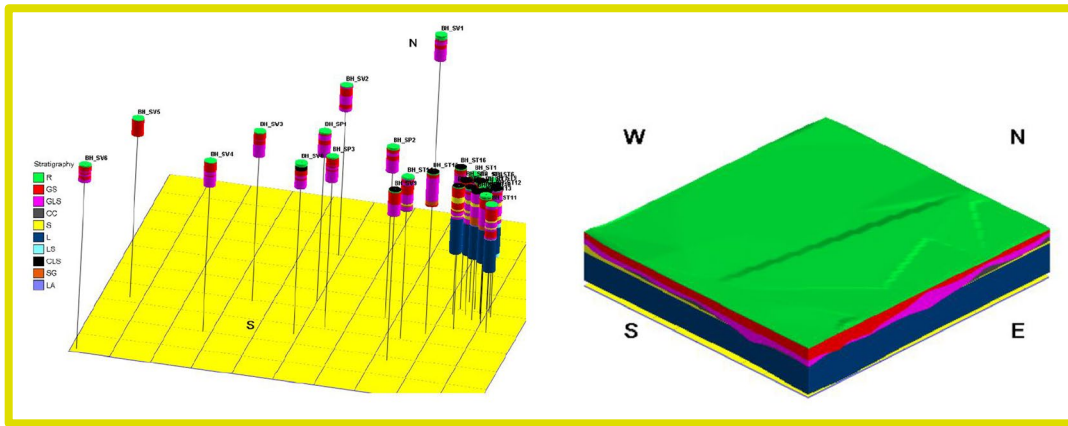 BH_SV1
N
BH_SV2
BH_SV5
BH_SV3
BH_SP1
BH_SP2
BH_SP3
BH_SV6
BH_SV4
BH_ST16
BH_ST1
BH_ST11
Stratigraphy
R
GS
GLS
CC
S
L
LS
CLS
SG
LA
S
W
N
S
E